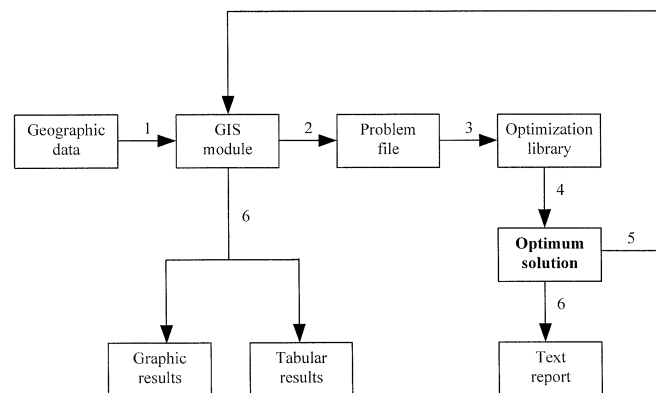 1
2
3
Geographic
data
GIS
module
Problem
file
Optimization
library
4
6
Optimum
solution
5
6
Graphic
results
Tabular
results
Text
report